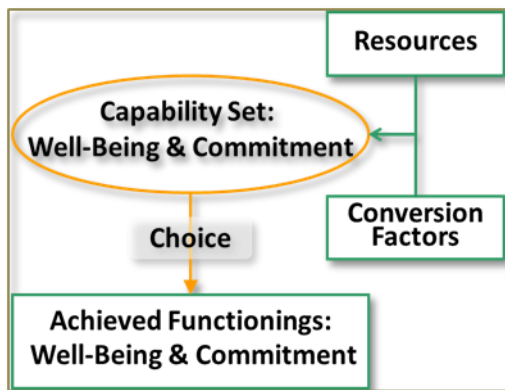 Resources
Capability Set:
Well-Being & Commitment
Conversion
Factors
Choice
Achieved Functionings:
Well-Being & Commitment